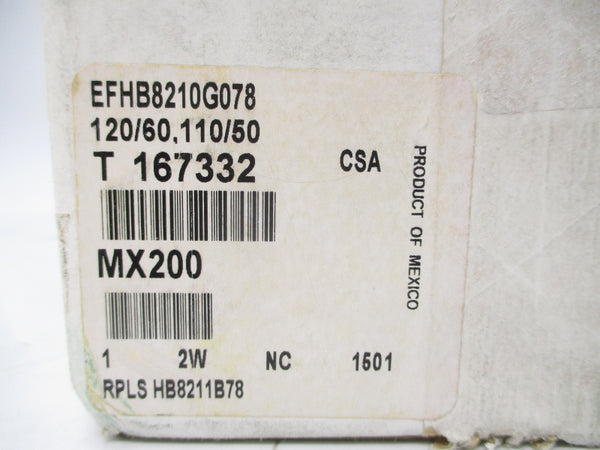 EFHB8210G078
120/60,110/50
T 167332 CSA
MX200
1 2W NC 1501
RPLS HB8211B78
PRODUCT OF MEXICO